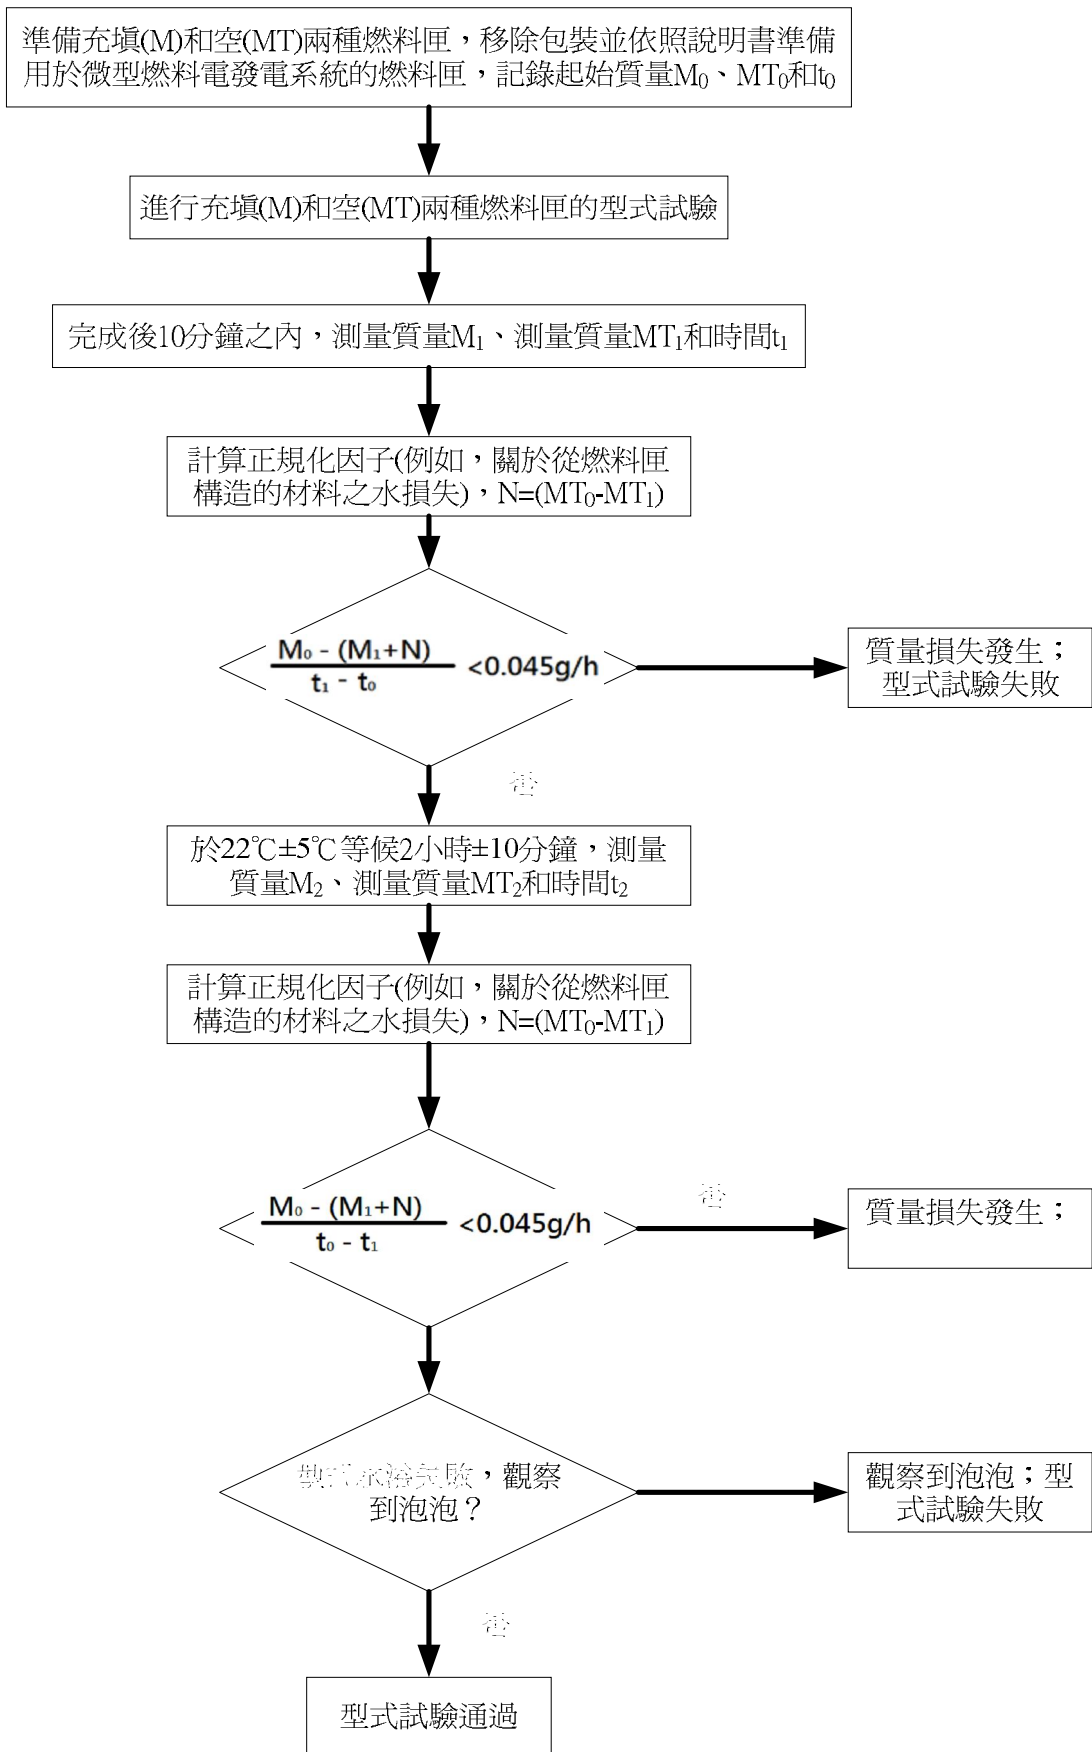 準備充填(M)和空(MT)兩種燃料匣，移除包裝並依照說明書準備
用於微型燃料電發電系統的燃料匣，記錄起始質量M₀、MT₀和t₀
進行充填(M)和空(MT)兩種燃料匣的型式試驗
完成後10分鐘之內，測量質量M₁、測量質量MT₁和時間t₁
計算正規化因子(例如，關於從燃料匣
構造的材料之水損失)，N=(MT₀-MT₁)
M₀ - (M₁+N)
t₁ - t₀
<0.045g/h
質量損失發生；
型式試驗失敗
於22℃±5℃等候2小時±10分鐘，測量
質量M₂、測量質量MT₂和時間t₂
計算正規化因子(例如，關於從燃料匣
構造的材料之水損失)，N=(MT₀-MT₁)
M₀ - (M₁+N)
t₀ - t₁
<0.045g/h
質量損失發生；
，觀察
到泡泡？
觀察到泡泡；型
式試驗失敗
型式試驗通過